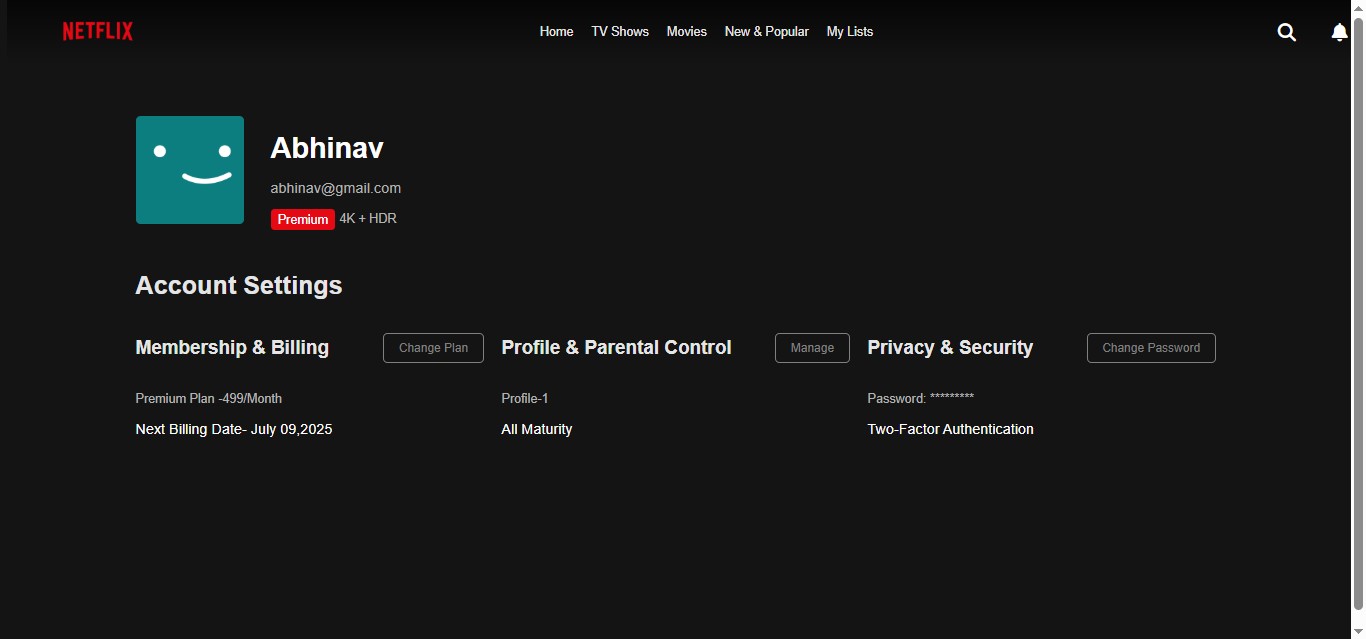 NETFLIX Home TV Shows Movies New & Popular My Lists
Abhinav
abhinav@gmail.com
Premium 4K + HDR
Account Settings
Membership & Billing Change Plan
Premium Plan -499/Month
Next Billing Date- July 09,2025
Profile & Parental Control Manage
Profile-1
All Maturity
Privacy & Security Change Password
Password: *********
Two-Factor Authentication